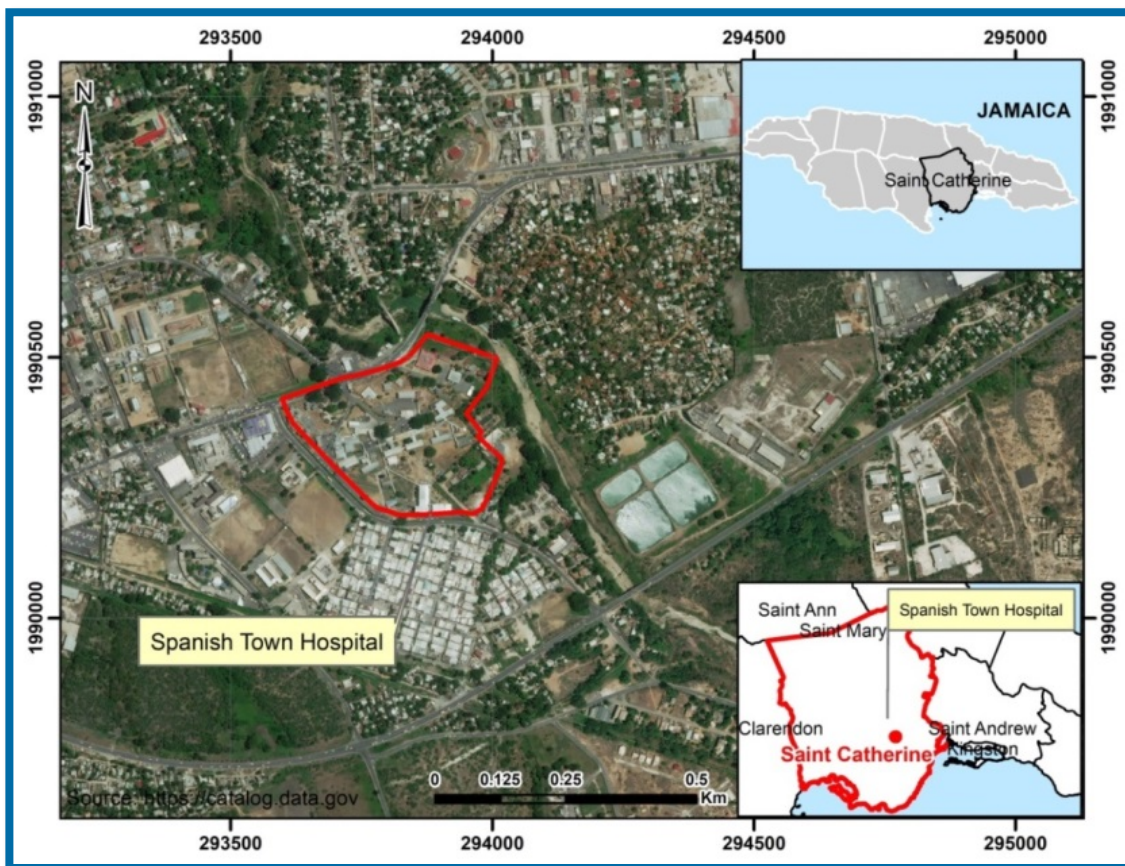 293500
294000
294500
295000
1991000
1991000
N
JAMAICA
Saint Catherine
1990500
1990500
1990000
1990000
Spanish Town Hospital
Saint Ann
Saint Mary
Spanish Town Hospital
Clarendon
Saint Andrew
Kingston
Saint Catherine
0 0.125 0.25 0.5
Km
Source: https://catalog.data.gov
293500
294000
294500
295000